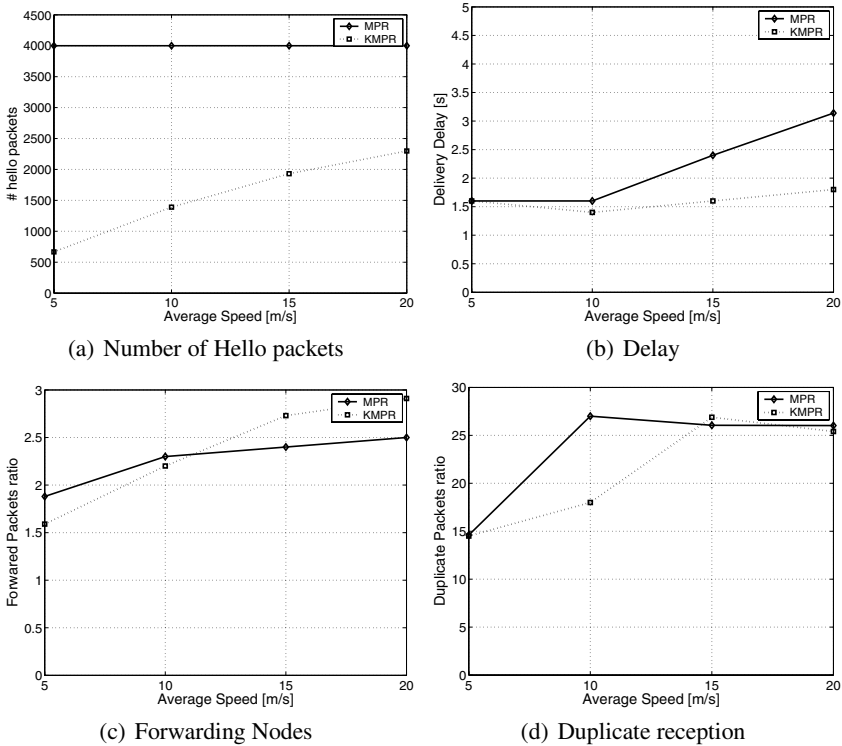 4500
4000
3500
3000
2500
2000
1500
1000
500
0
# hello packets
MPR
KMPR
5
10
15
20
Average Speed [m/s]
(a) Number of Hello packets
5
4.5
4
3.5
3
2.5
2
1.5
1
0.5
0
Delivery Delay [s]
MPR
KMPR
5
10
15
20
Average Speed [m/s]
(b) Delay
3
2.5
2
1.5
1
0.5
0
Forwared Packets ratio
MPR
KMPR
5
10
15
20
Average Speed [m/s]
(c) Forwarding Nodes
30
25
20
15
10
5
0
Duplicate Packets ratio
MPR
KMPR
5
10
15
20
Average Speed [m/s]
(d) Duplicate reception